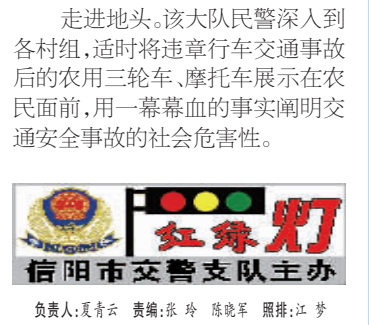 走进地头。该大队民警深入到
各村组,适时将违章行车交通事故
后的农用三轮车、摩托车展示在农
民面前,用一幕幕血的事实阐明交
通安全事故的社会危害性。
红绿灯
信阳市交警支队主办
负责人:夏青云 责编:张 玲 陈晓军 照排:江 梦